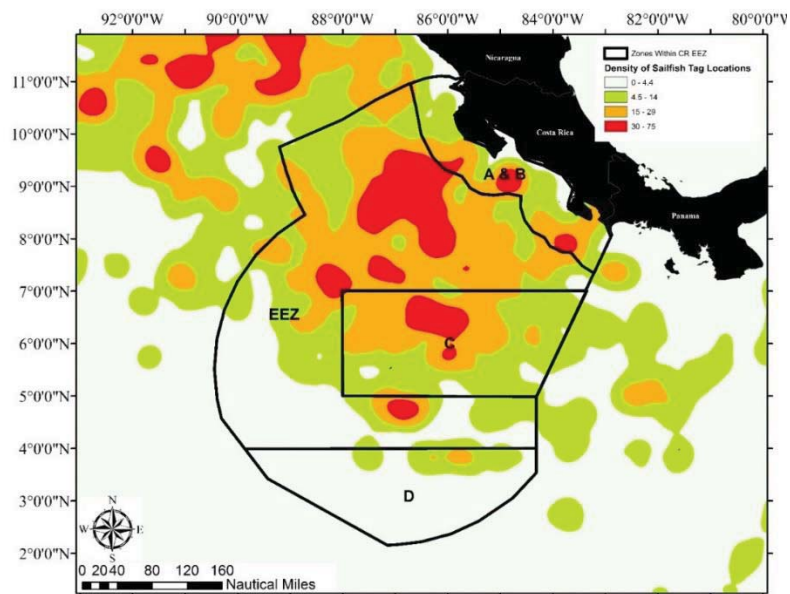 92°0'0"W 90°0'0"W 88°0'0"W 86°0'0"W 84°0'0"W 82°0'0"W 80°0'0"W
Nicaragua
Zones Within CR EEZ
Density of Sailfish Tag Locations
0 - 4.4
4.5 - 14
15 - 29
30 - 75
11°0'0"N
10°0'0"N
Costa Rica
9°0'0"N
A & B
Panama
8°0'0"N
7°0'0"N
EEZ
6°0'0"N
C
5°0'0"N
4°0'0"N
3°0'0"N
D
2°0'0"N
N
W E
S
0 20 40 80 120 160
Nautical Miles